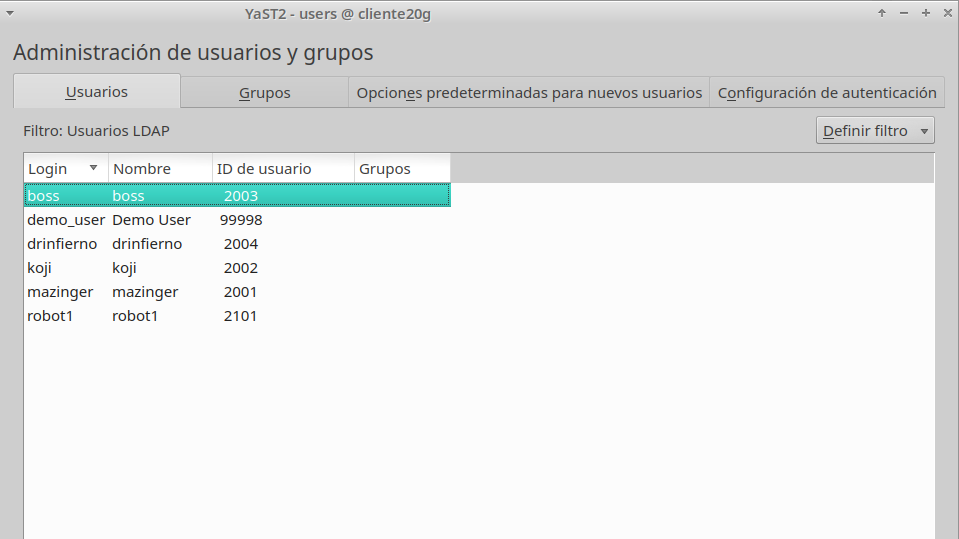 YaST2 - users @ cliente20g
Administración de usuarios y grupos
Usuarios Grupos Opciones predeterminadas para nuevos usuarios Configuración de autenticación
Filtro: Usuarios LDAP Definir filtro
Login Nombre ID de usuario Grupos
boss boss 2003
demo_user Demo User 99998
drinfierno drinfierno 2004
koji koji 2002
mazinger mazinger 2001
robot1 robot1 2101